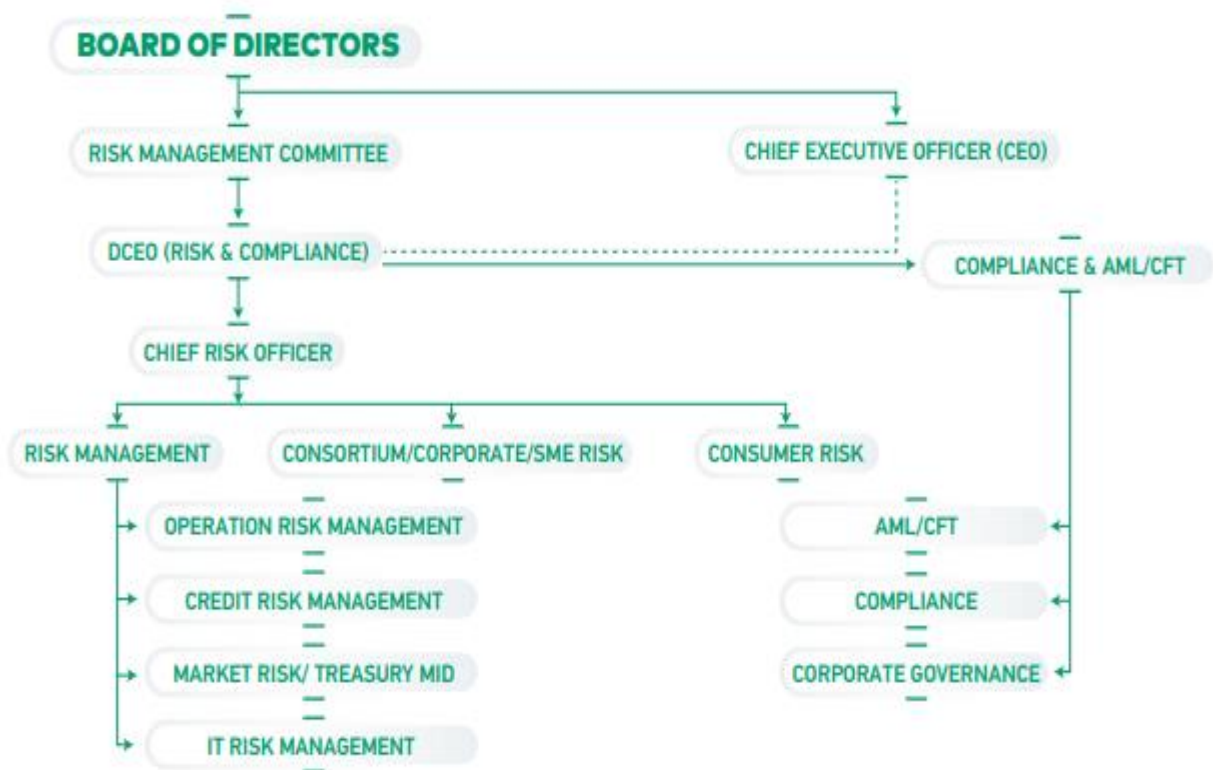 BOARD OF DIRECTORS
RISK MANAGEMENT COMMITTEE
CHIEF EXECUTIVE OFFICER (CEO)
DCEO (RISK & COMPLIANCE)
COMPLIANCE & AML/CFT
CHIEF RISK OFFICER
RISK MANAGEMENT
CONSORTIUM/CORPORATE/SME RISK
CONSUMER RISK
OPERATION RISK MANAGEMENT
AML/CFT
CREDIT RISK MANAGEMENT
COMPLIANCE
MARKET RISK/ TREASURY MID
CORPORATE GOVERNANCE
IT RISK MANAGEMENT